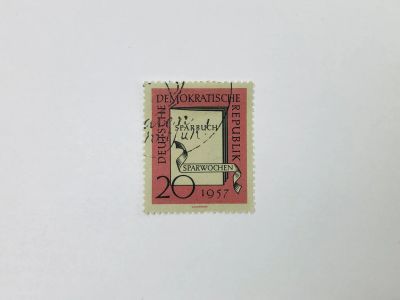 DEUTSCHE
DEMOKRATISCHE
REPUBLIK
SPARBUCH
SPARWOCHEN
20
1957